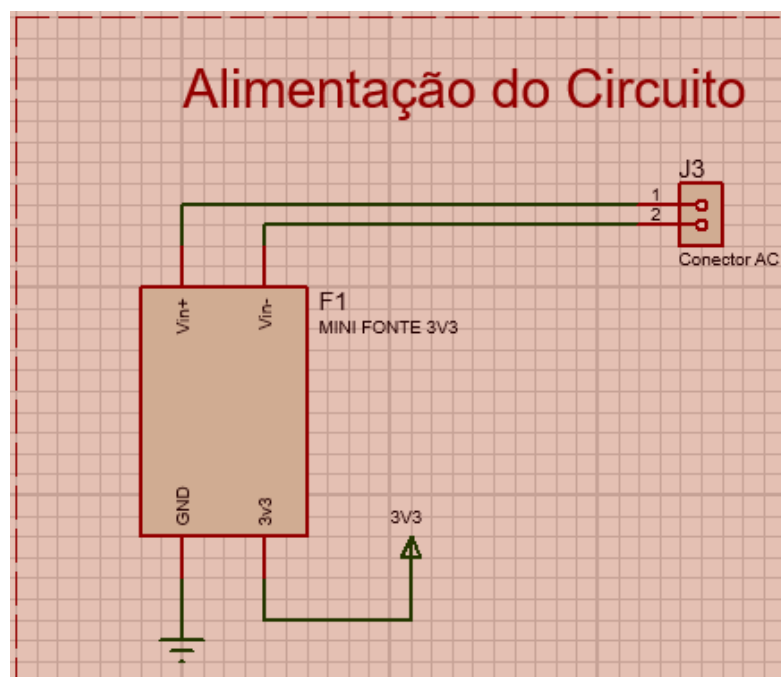 Alimentação do Circuito
J3
1
2
Conector AC
Vin+
Vin-
F1
MINI FONTE 3V3
GND
3v3
3V3